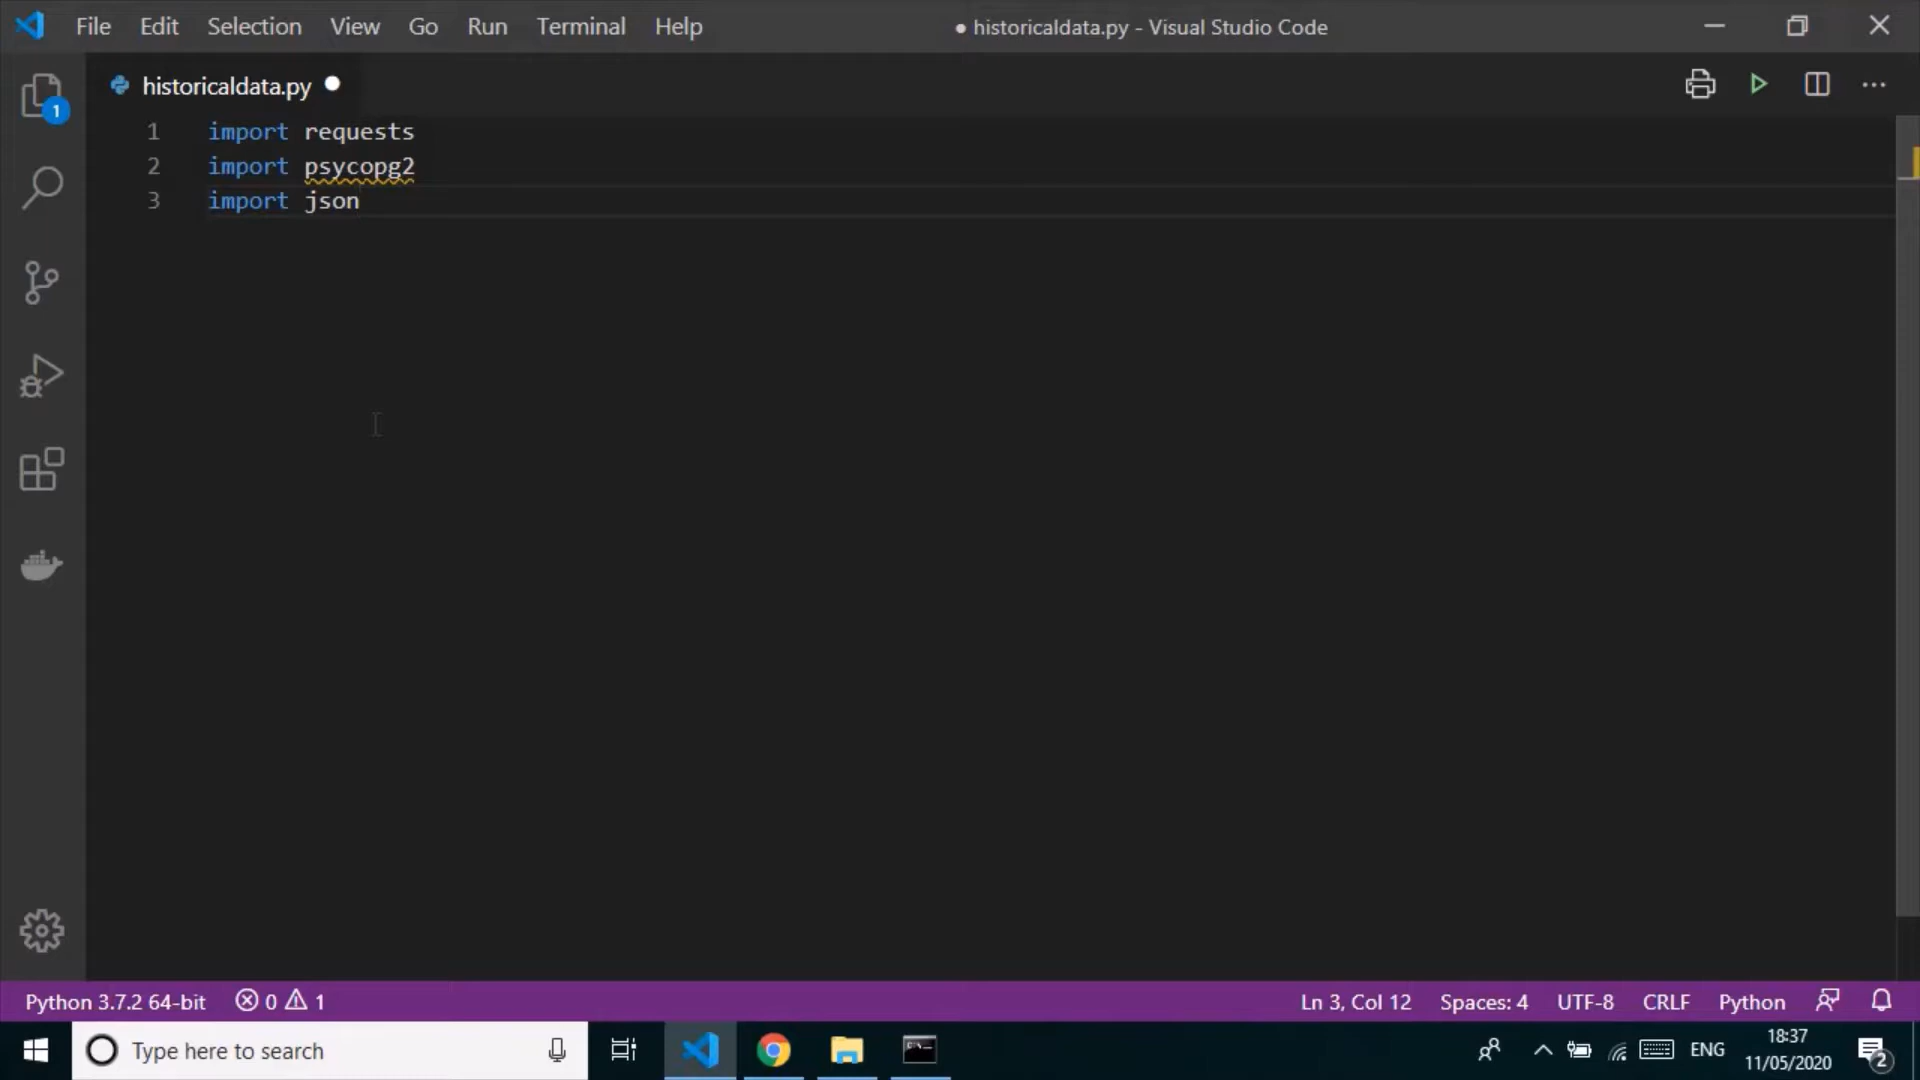 File Edit Selection View Go Run Terminal Help ● historicaldata.py - Visual Studio Code
historicaldata.py
1 import requests
2 import psycopg2
3 import json
1
Python 3.7.2 64-bit 0 1 Ln 3, Col 12 Spaces: 4 UTF-8 CRLF Python
Type here to search ENG 18:37
11/05/2020 2